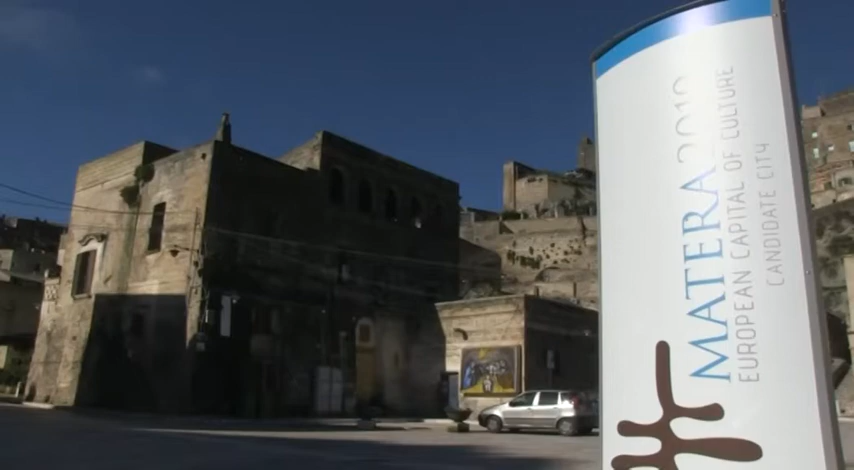 MATERA 2019
EUROPEAN CAPITAL OF CULTURE
CANDIDATE CITY